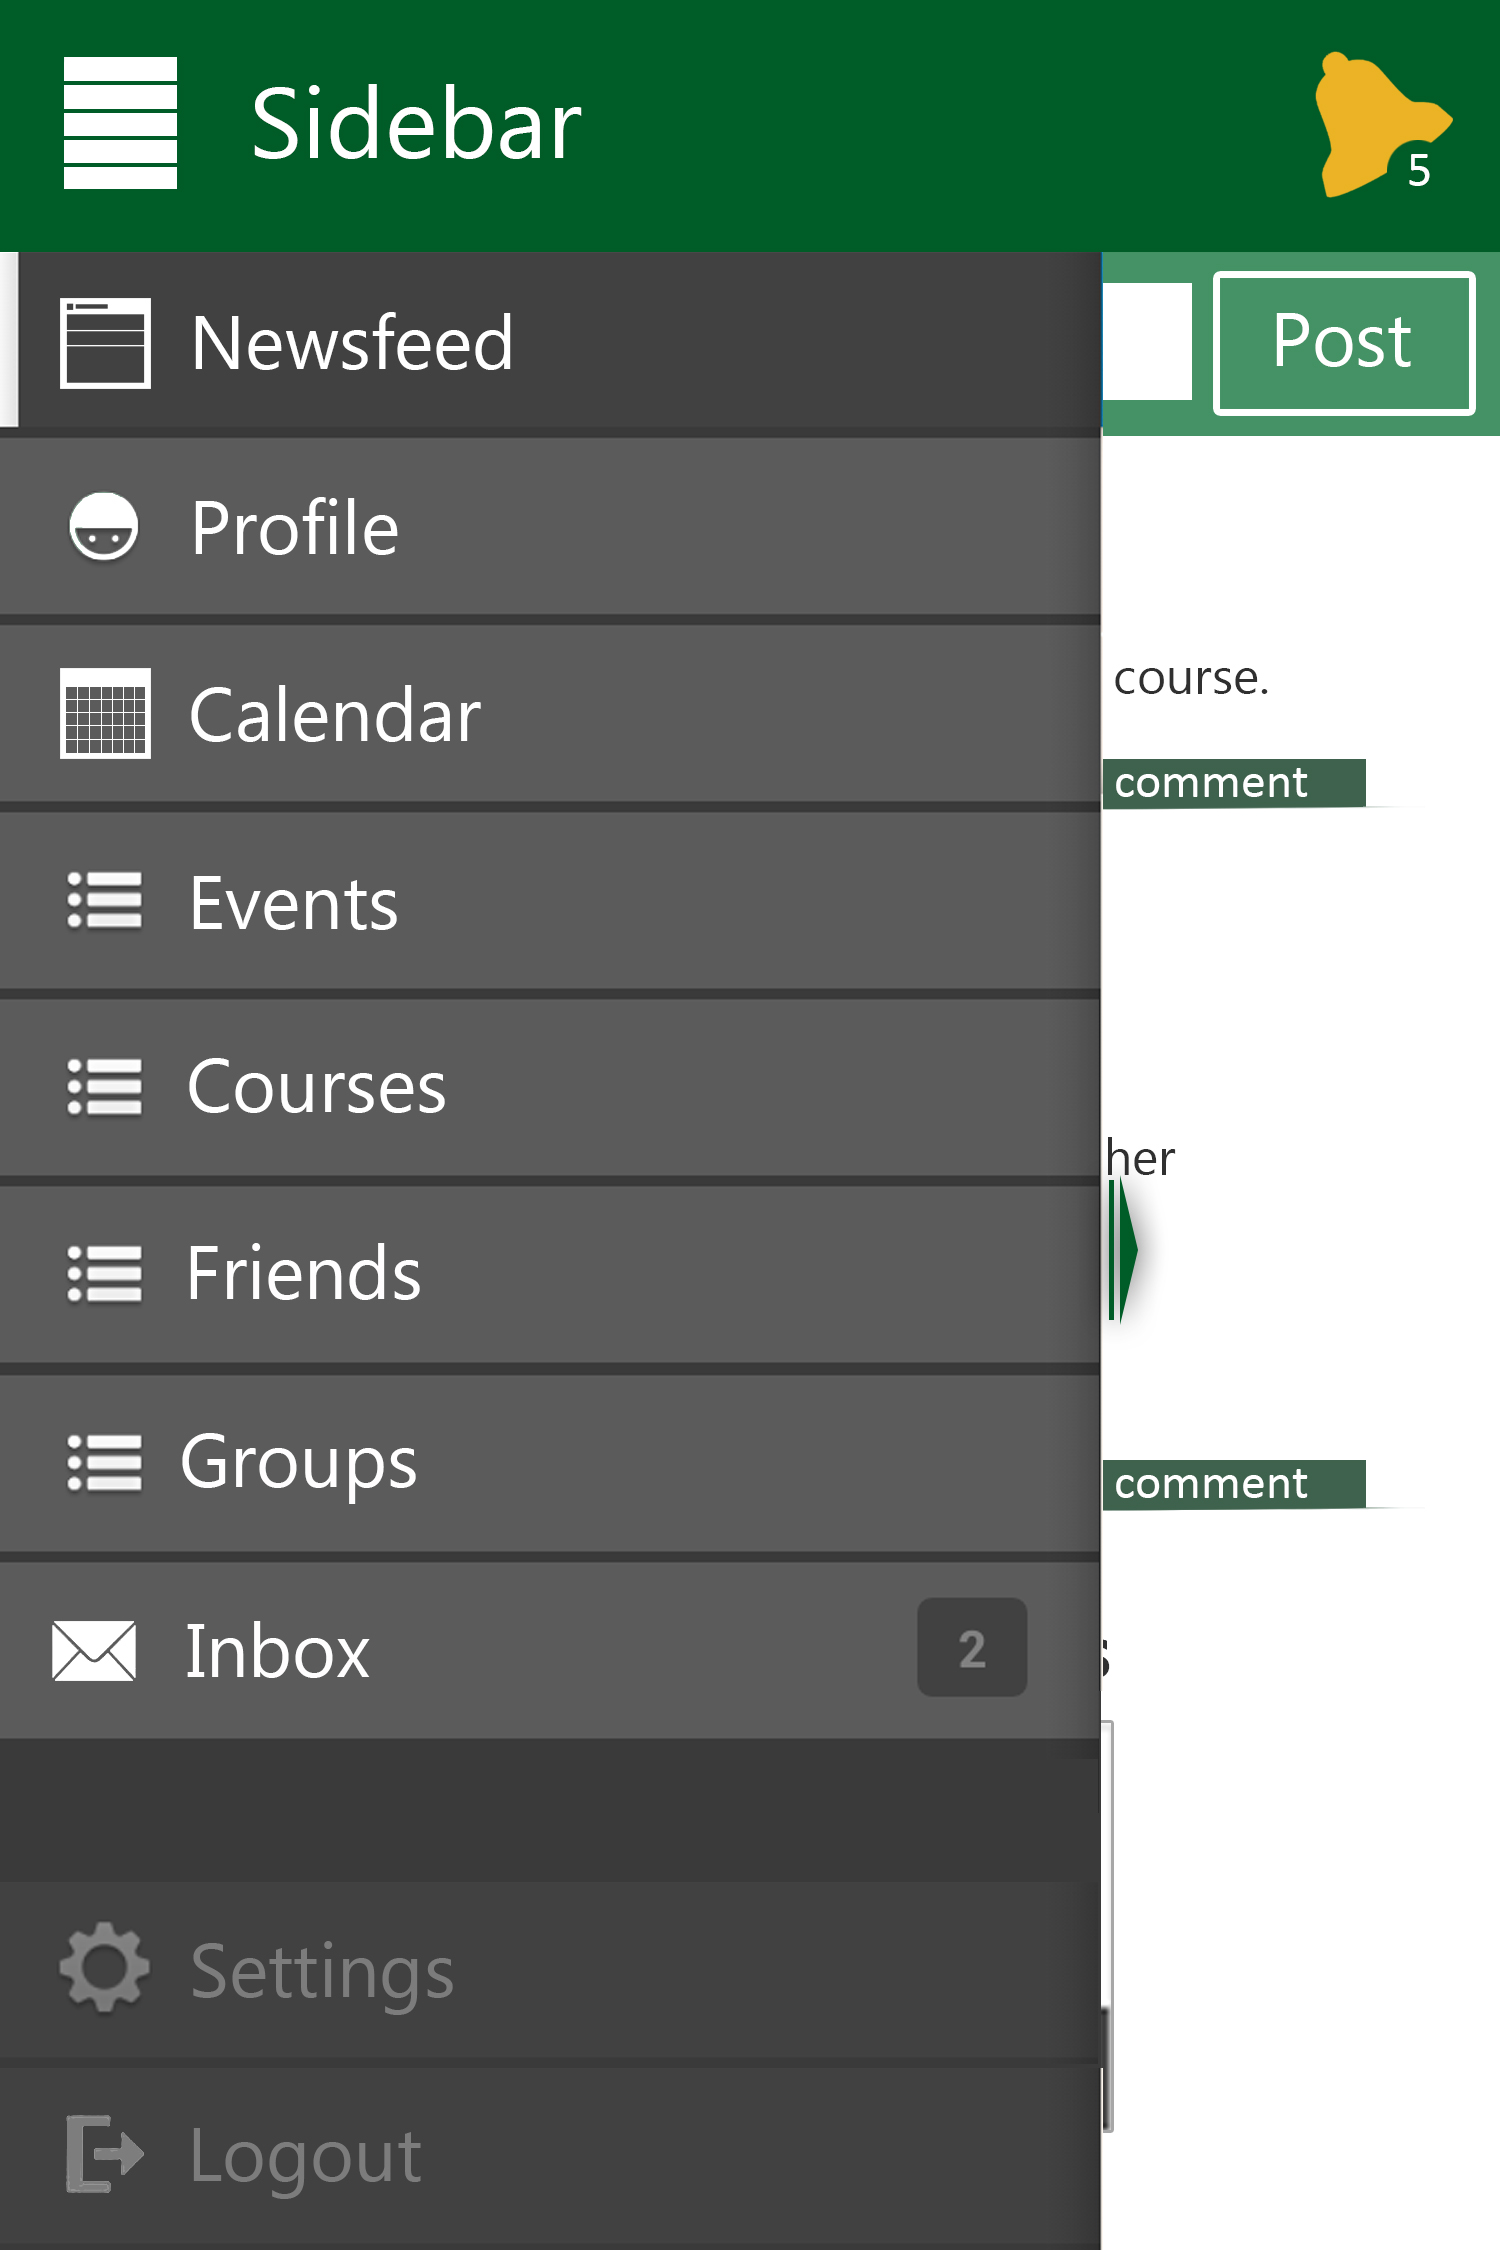 Sidebar
5
Newsfeed
Post
Profile
course.
Calendar
comment
Events
Courses
her
Friends
Groups
comment
Inbox
2
Settings
Logout